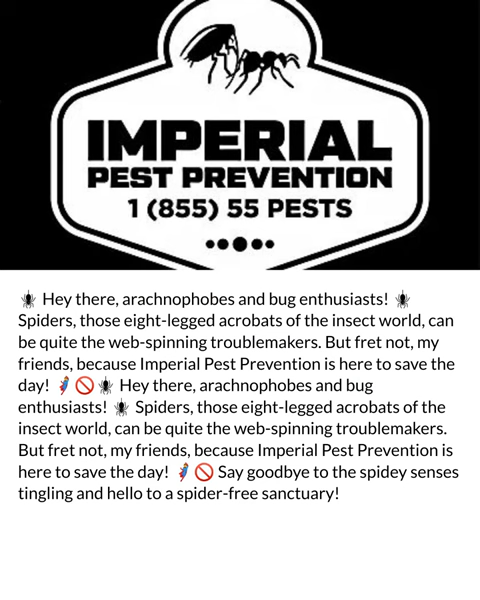 IMPERIAL
PEST PREVENTION
1 (855) 55 PESTS
🕷️ Hey there, arachnophobes and bug enthusiasts! 🕷️
Spiders, those eight-legged acrobats of the insect world, can
be quite the web-spinning troublemakers. But fret not, my
friends, because Imperial Pest Prevention is here to save the
day! 🦸‍♂️🚫🕷️ Hey there, arachnophobes and bug
enthusiasts! 🕷️ Spiders, those eight-legged acrobats of the
insect world, can be quite the web-spinning troublemakers.
But fret not, my friends, because Imperial Pest Prevention is
here to save the day! 🦸‍♂️🚫 Say goodbye to the spidey senses
tingling and hello to a spider-free sanctuary!